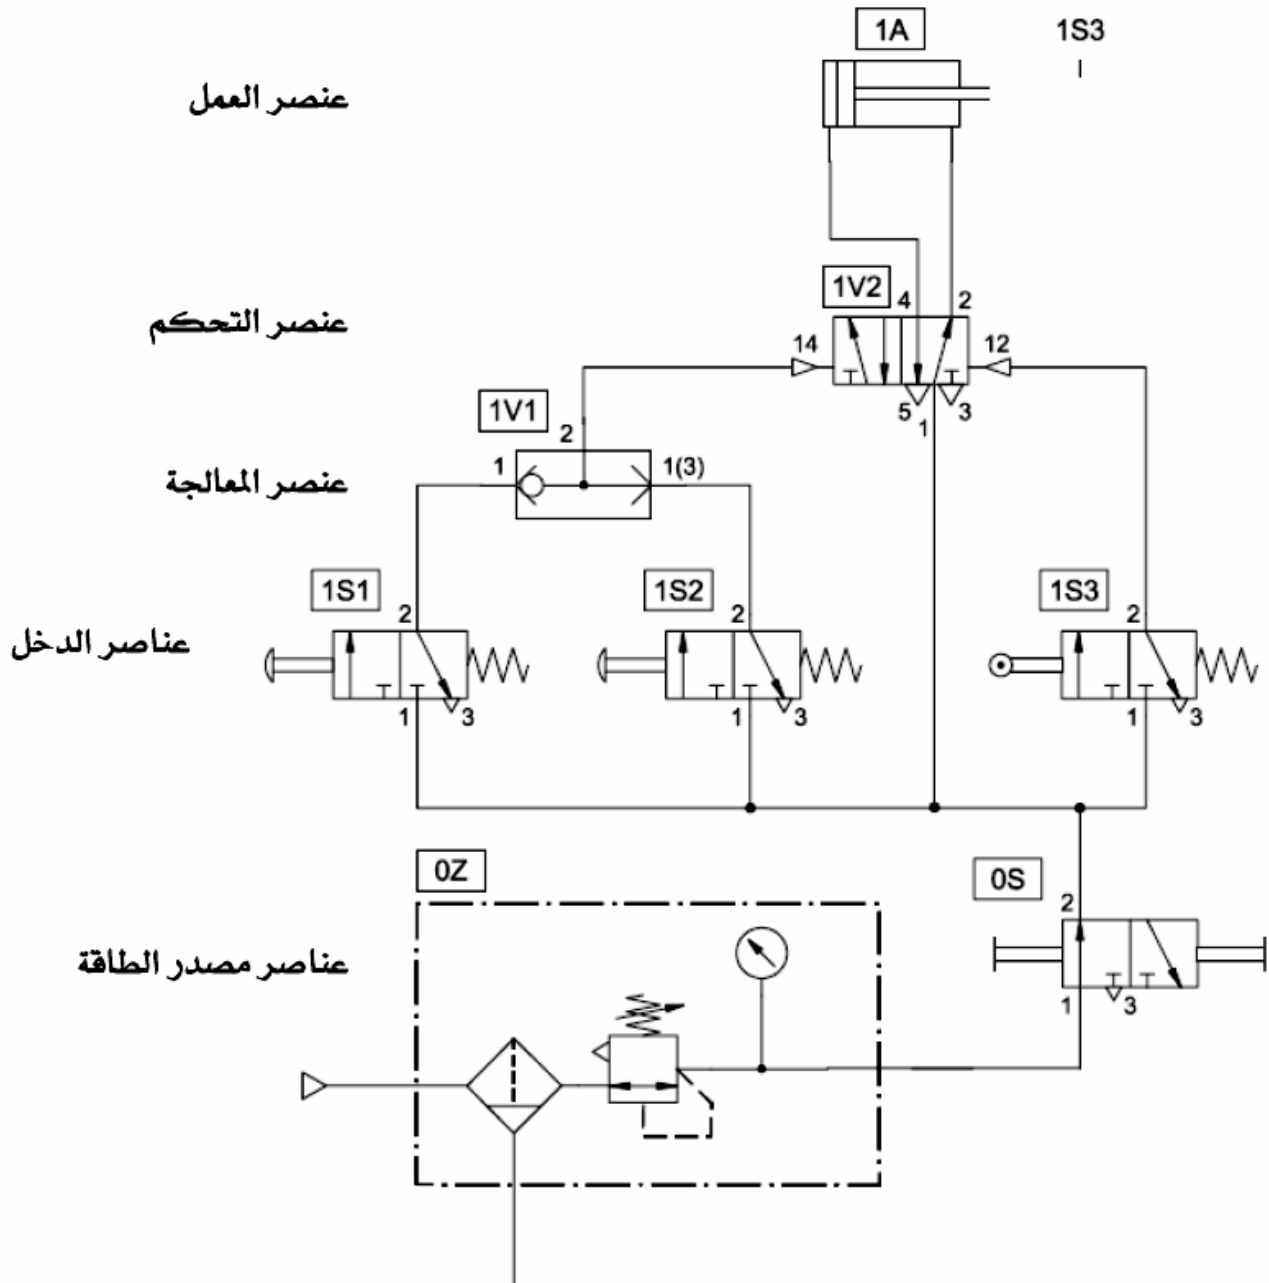 1A 1S3
عنصر العمل
1V2 4 2
عنصر التحكم
14 12
5 1 3
1V1
2
1 1(3)
عنصر المعالجة
1S1 1S2 1S3
2 2 2
عناصر الدخل
1 3 1 3 1 3
0Z 0S
2
عناصر مصدر الطاقة
1 3